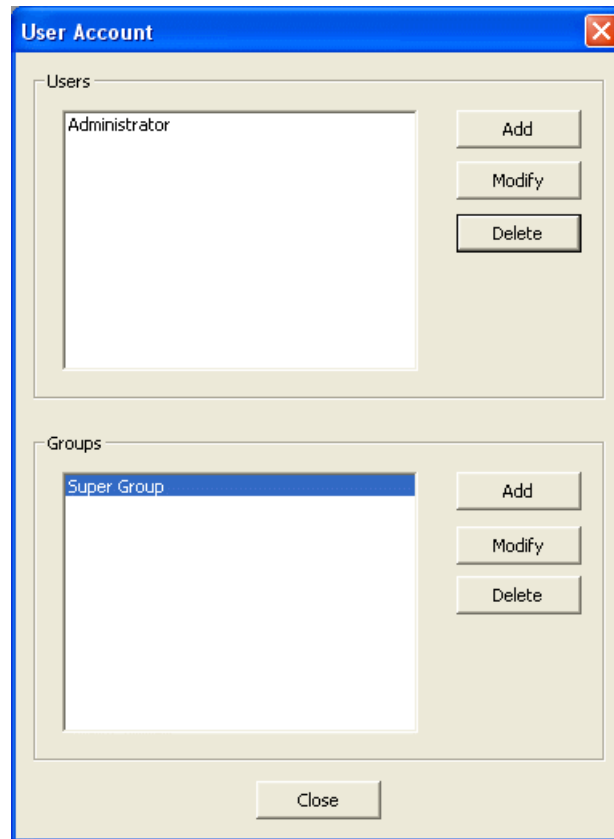 User Account
Users
Administrator
Add
Modify
Delete
Groups
Super Group
Add
Modify
Delete
Close